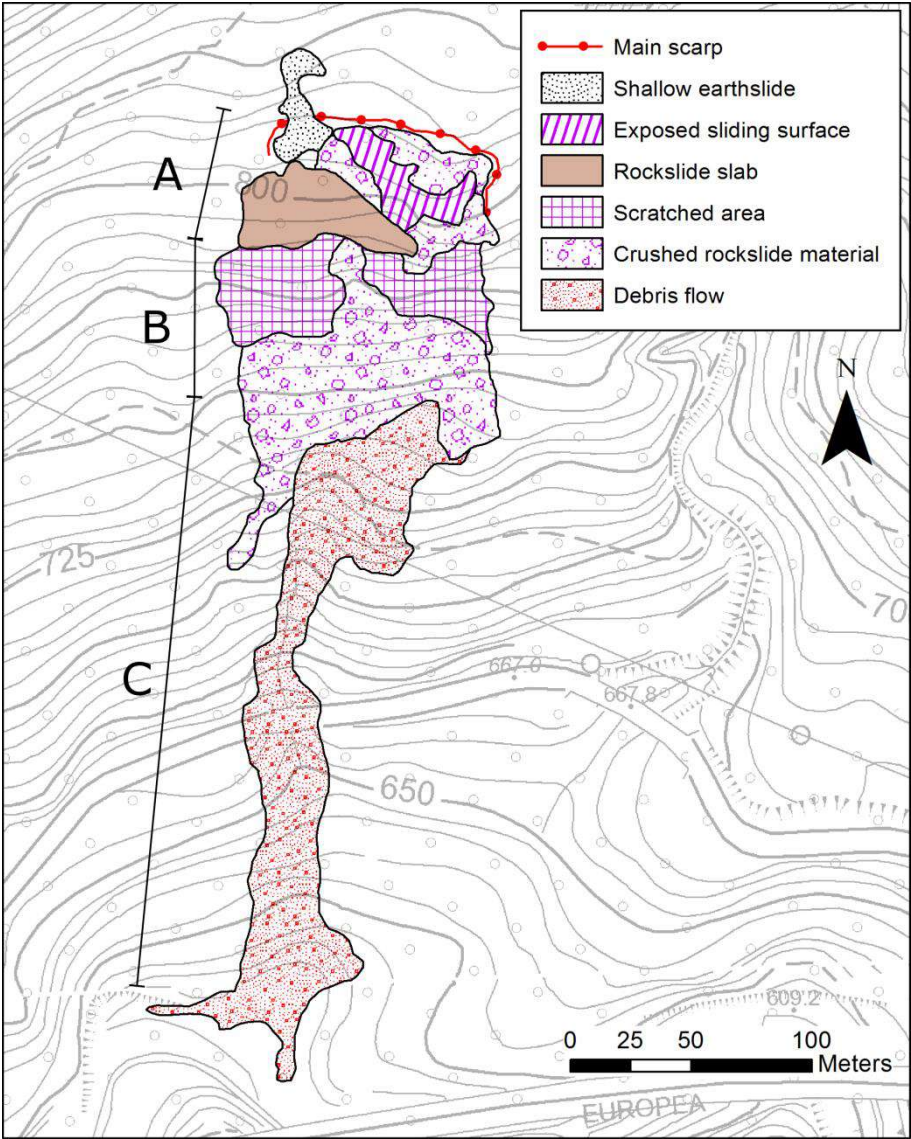 Main scarp
Shallow earthslide
Exposed sliding surface
Rockslide slab
Scratched area
Crushed rockslide material
Debris flow
A
800
B
N
725
70
667.0
667.8
C
650
609.2
0 25 50 100
Meters
EUROPEA